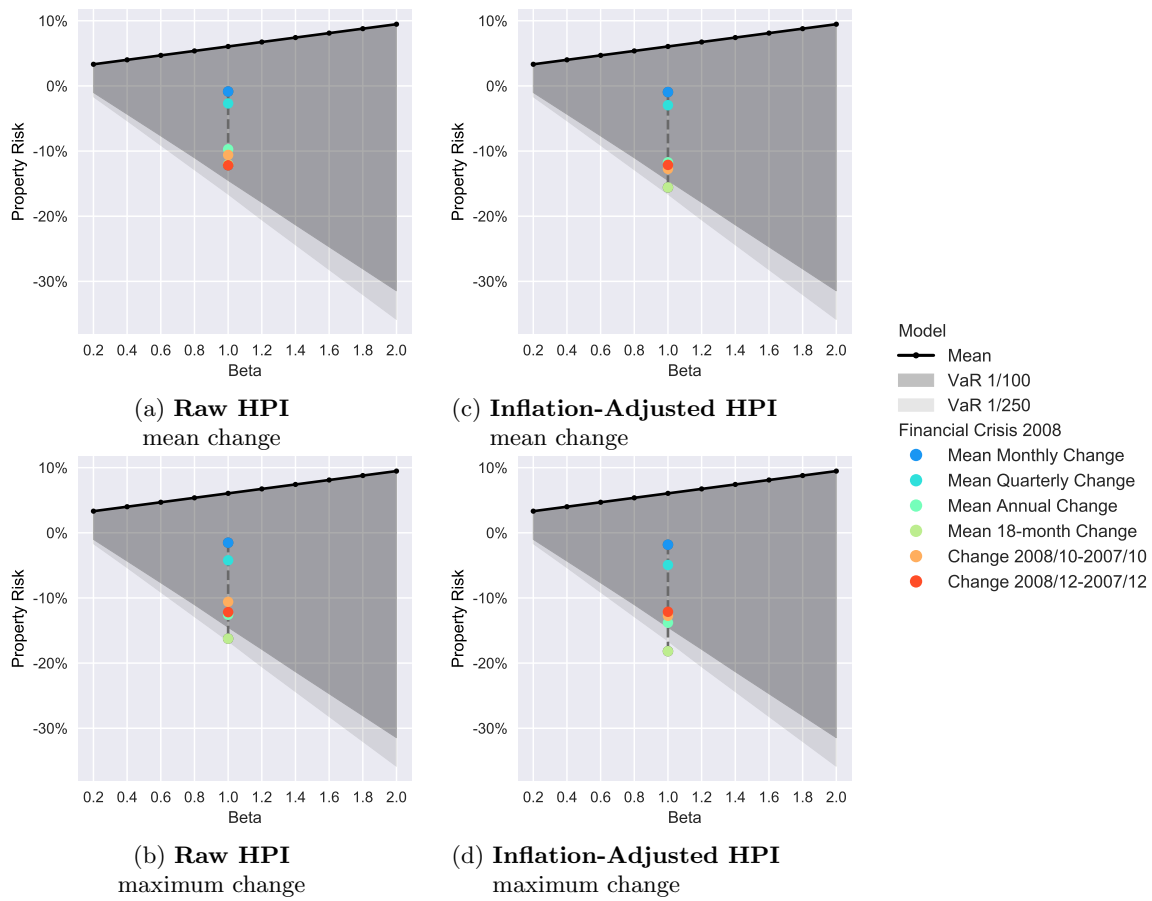 10%
0%
-10%
-20%
-30%
Property Risk
0.2 0.4 0.6 0.8 1.0 1.2 1.4 1.6 1.8 2.0
Beta
(a) Raw HPI
mean change
10%
0%
-10%
-20%
-30%
Property Risk
0.2 0.4 0.6 0.8 1.0 1.2 1.4 1.6 1.8 2.0
Beta
(c) Inflation-Adjusted HPI
mean change
10%
0%
-10%
-20%
-30%
Property Risk
0.2 0.4 0.6 0.8 1.0 1.2 1.4 1.6 1.8 2.0
Beta
(b) Raw HPI
maximum change
10%
0%
-10%
-20%
-30%
Property Risk
0.2 0.4 0.6 0.8 1.0 1.2 1.4 1.6 1.8 2.0
Beta
(d) Inflation-Adjusted HPI
maximum change
Model
Mean
VaR 1/100
VaR 1/250
Financial Crisis 2008
Mean Monthly Change
Mean Quarterly Change
Mean Annual Change
Mean 18-month Change
Change 2008/10-2007/10
Change 2008/12-2007/12